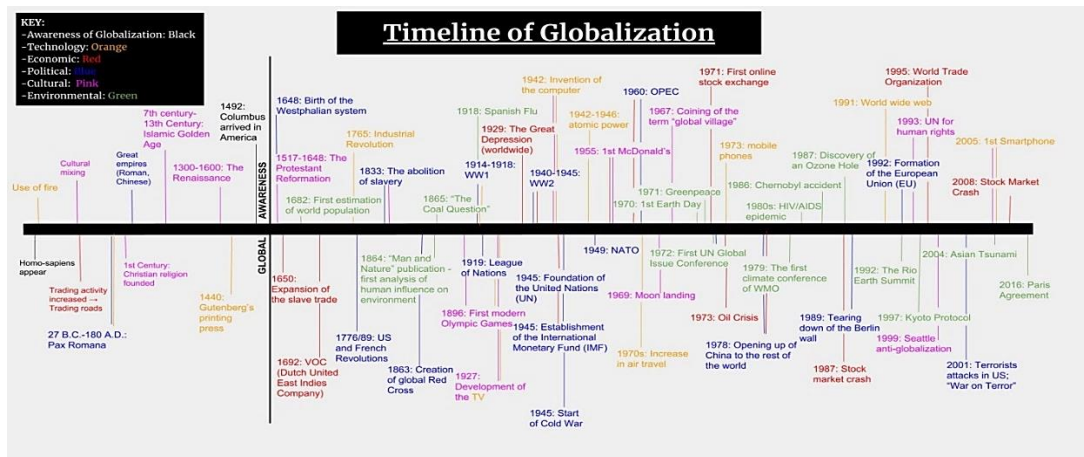 KEY:
-Awareness of Globalization: Black
-Technology: Orange
-Economic: Red
-Political: Blue
-Cultural: Pink
-Environmental: Green
Timeline of Globalization
Use of fire
Cultural
mixing
Great
empires
(Roman,
Chinese)
7th century-
13th Century:
Islamic Golden
Age
1300-1600: The
Renaissance
1492:
Columbus
arrived in
America
GLOBAL AWARENESS
1648: Birth of the
Westphalian system
1517-1648: The
Protestant
Reformation
1682: First estimation
of world population
1765: Industrial
Revolution
1833: The abolition
of slavery
1865: "The
Coal Question"
1918: Spanish Flu
1929: The Great
Depression
(worldwide)
1914-1918:
WW1
1942: Invention of
the computer
1940-1945:
WW2
1942-1946:
atomic power
1955: 1st McDonald's
1960: OPEC
1967: Coining of the
term "global village"
1971: Greenpeace
1970: 1st Earth Day
1971: First online
stock exchange
1973: mobile
phones
1986: Chernobyl accident
1980s: HIV/AIDS
epidemic
1987: Discovery of
an Ozone Hole
1991: World wide web
1995: World Trade
Organization
1993: UN for
human rights
1992: Formation
of the European
Union (EU)
2005: 1st Smartphone
2008: Stock Market
Crash
Homo-sapiens
appear
Trading activity
increased →
Trading roads
27 B.C.-180 A.D.:
Pax Romana
1st Century:
Christian religion
founded
1440:
Gutenberg's
printing
press
1650:
Expansion of
the slave trade
1692: VOC
(Dutch United
East Indies
Company)
1864: "Man and
Nature" publication -
first analysis of
human influence on
environment
1776/89: US
and French
Revolutions
1863: Creation
of global Red
Cross
1919: League
of Nations
1896: First modern
Olympic Games
1927:
Development of
the TV
1945: Foundation of
the United Nations
(UN)
1945: Establishment
of the International
Monetary Fund (IMF)
1945: Start
of Cold War
1949: NATO
1969: Moon landing
1970s: Increase
in air travel
1972: First UN Global
Issue Conference
1973: Oil Crisis
1978: Opening up of
China to the rest of
the world
1979: The first
climate conference
of WMO
1989: Tearing
down of the Berlin
wall
1987: Stock
market crash
1992: The Rio
Earth Summit
1997: Kyoto Protocol
1999: Seattle
anti-globalization
2004: Asian Tsunami
2001: Terrorists
attacks in US;
"War on Terror"
2016: Paris
Agreement